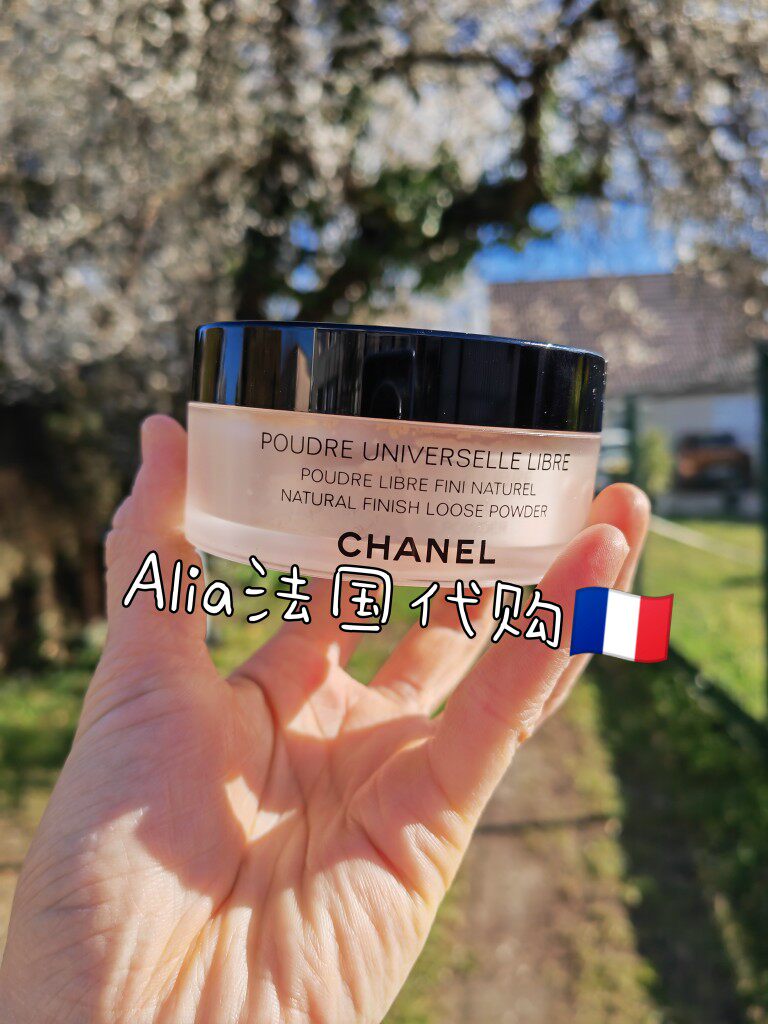 POUDRE UNIVERSELLE LIBRE
POUDRE LIBRE FINI NATUREL
NATURAL FINISH LOOSE POWDER
CHANEL
Alia法国代购🇫🇷